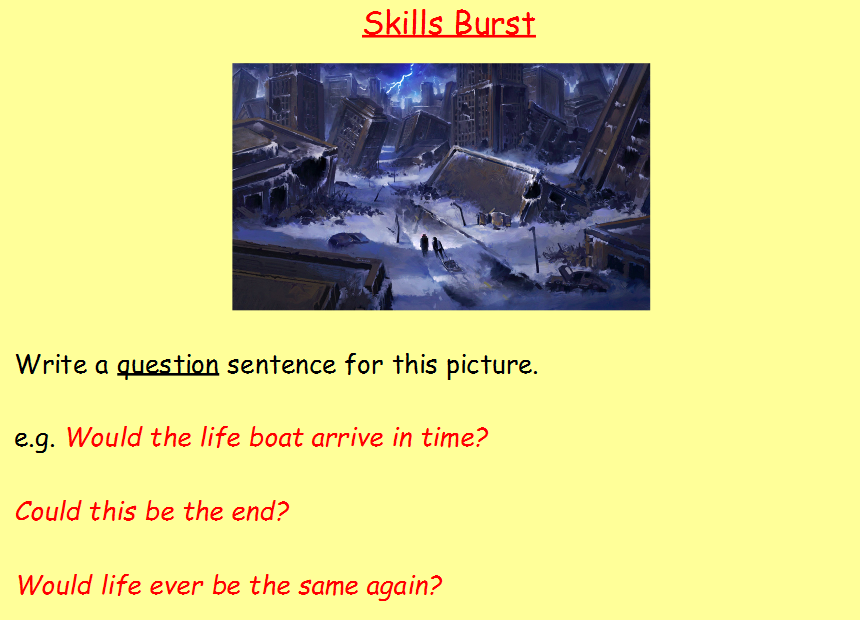 Skills Burst
Write a question sentence for this picture.
e.g. Would the life boat arrive in time?
Could this be the end?
Would life ever be the same again?